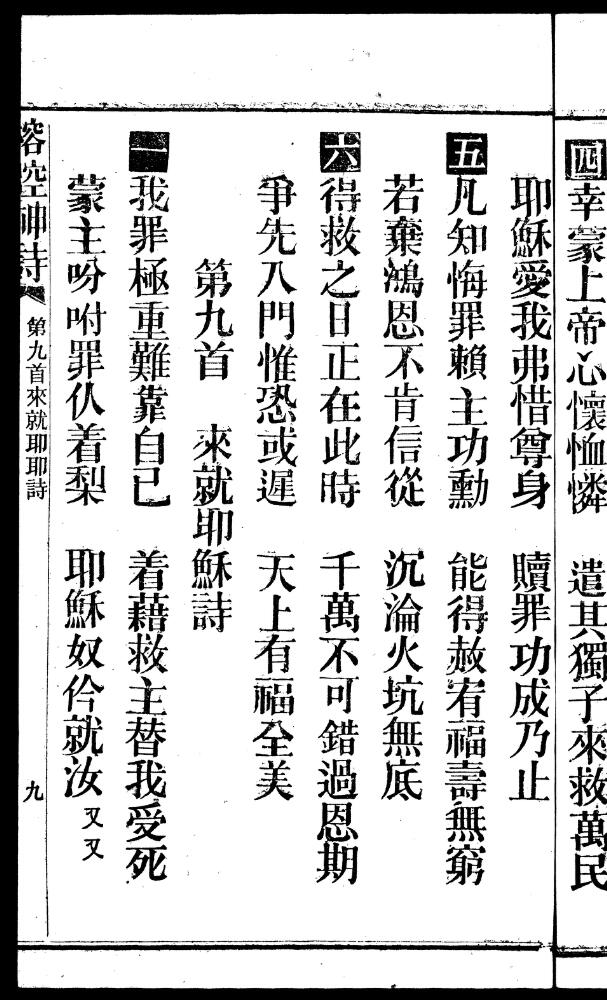 四 幸蒙上帝心懷恤憐 遣其獨子來救萬民
耶穌愛我弗惜尊身 贖罪功成乃止
五 凡知悔罪賴主功勳 能得赦宥福壽無窮
若棄鴻恩不肯信從 沉淪火坑無底
六 得救之日正在此時 千萬不可錯過恩期
爭先入門惟恐或遲 天上有福全美
第九首 來就耶穌詩
一 我罪極重難靠自己 着藉救主替我受死
蒙主吩咐罪仈着梨 耶穌奴伶就汝 又又
神詩 第九首來就耶耶詩 九